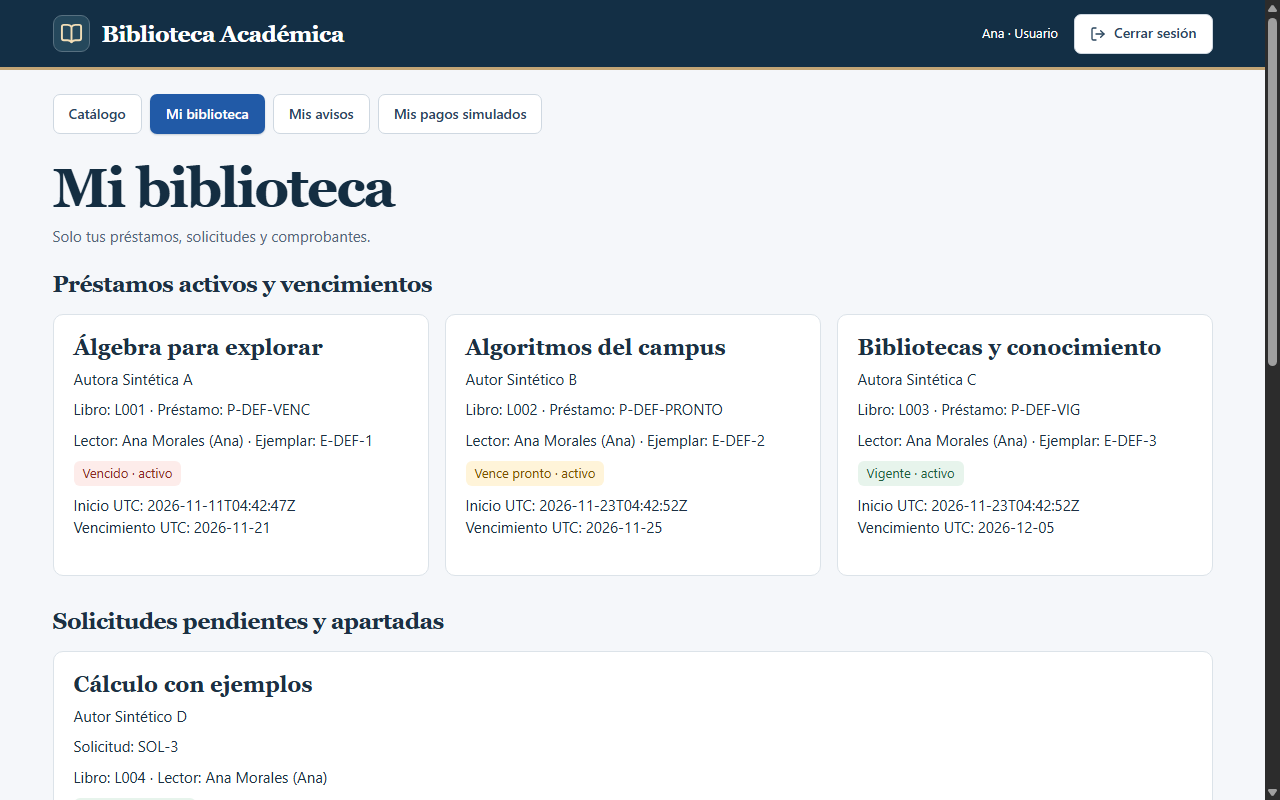 Biblioteca Académica
Ana · Usuario
Cerrar sesión
Catálogo
Mi biblioteca
Mis avisos
Mis pagos simulados
Mi biblioteca
Solo tus préstamos, solicitudes y comprobantes.
Préstamos activos y vencimientos
Álgebra para explorar
Autora Sintética A
Libro: L001 · Préstamo: P-DEF-VENC
Lector: Ana Morales (Ana) · Ejemplar: E-DEF-1
Vencido · activo
Inicio UTC: 2026-11-11T04:42:47Z
Vencimiento UTC: 2026-11-21
Algoritmos del campus
Autor Sintético B
Libro: L002 · Préstamo: P-DEF-PRONTO
Lector: Ana Morales (Ana) · Ejemplar: E-DEF-2
Vence pronto · activo
Inicio UTC: 2026-11-23T04:42:52Z
Vencimiento UTC: 2026-11-25
Bibliotecas y conocimiento
Autora Sintética C
Libro: L003 · Préstamo: P-DEF-VIG
Lector: Ana Morales (Ana) · Ejemplar: E-DEF-3
Vigente · activo
Inicio UTC: 2026-11-23T04:42:52Z
Vencimiento UTC: 2026-12-05
Solicitudes pendientes y apartadas
Cálculo con ejemplos
Autor Sintético D
Solicitud: SOL-3
Libro: L004 · Lector: Ana Morales (Ana)